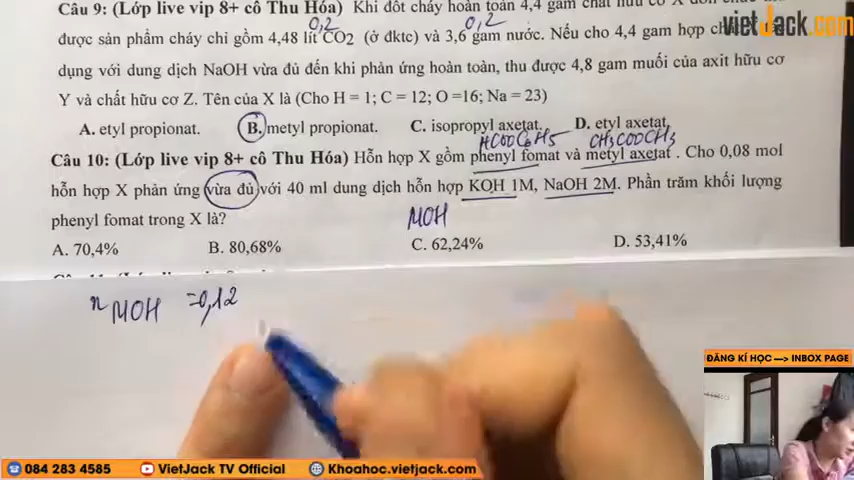 Câu 9: (Lớp live vip 8+ cô Thu Hà) Khi đốt cháy hoàn toàn 4,4 gam chất hữu cơ X đơn chức
0,2 0,2
được sản phẩm cháy chỉ gồm 4,48 lít CO2 (ở đktc) và 3,6 gam nước. Nếu cho 4,4 gam hợp
vietJack.com
dụng với dung dịch NaOH vừa đủ đến khi phản ứng hoàn toàn, thu được 4,8 gam muối của axit hữu cơ
Y và chất hữu cơ Z. Tên của X là (Cho H = 1; C = 12; O =16; Na = 23)
A. etyl propionat. B. metyl propionat. C. isopropyl axetat. D. etyl axetat.
HCOOC6H5 CH3COOCH3
Câu 10: (Lớp live vip 8+ cô Thu Hà) Hỗn hợp X gồm phenyl fomat và metyl axetat . Cho 0,08 mol
hỗn hợp X phản ứng vừa đủ với 40 ml dung dịch hỗn hợp KOH 1M, NaOH 2M. Phần trăm khối lượng
phenyl fomat trong X là?
MOH
A. 70,4% B. 80,68% C. 62,24% D. 53,41%
n MOH =0,12
ĐĂNG KÍ HỌC —> INBOX PAGE
084 283 4585 VietJack TV Official Khoahoc.vietjack.com